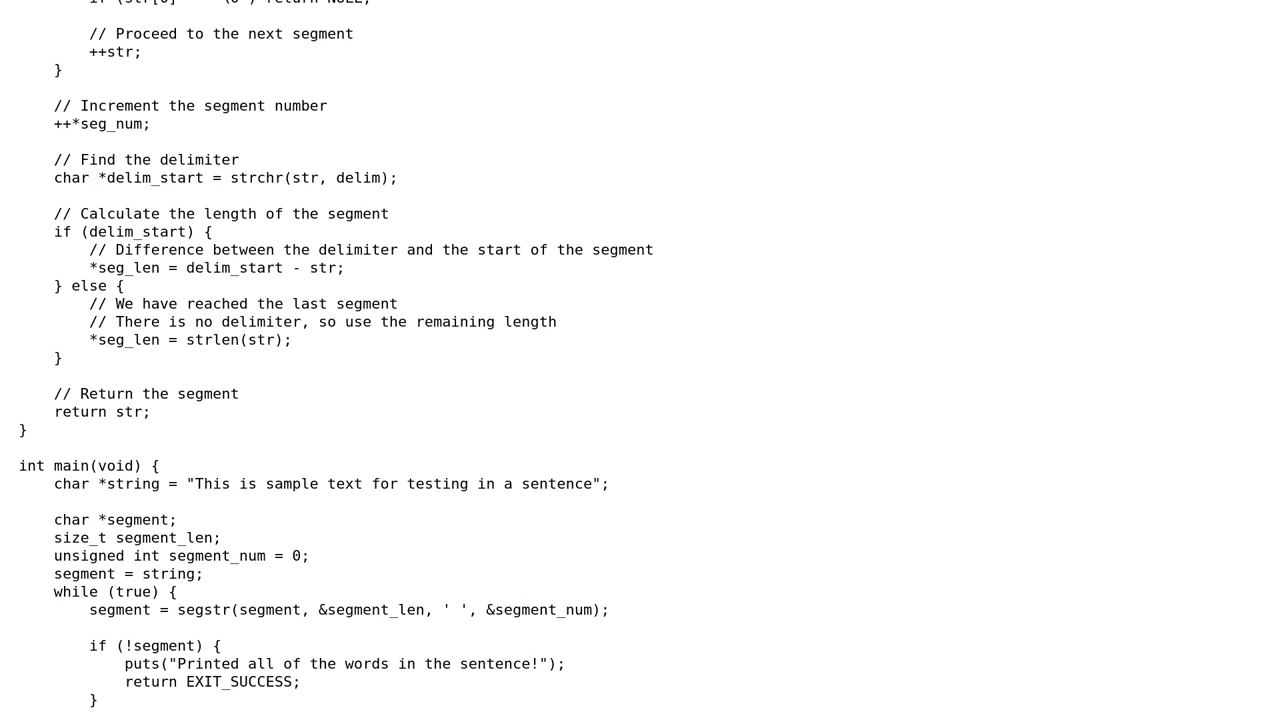 // Proceed to the next segment
            ++str;
        }

    // Increment the segment number
    ++*seg_num;

    // Find the delimiter
    char *delim_start = strchr(str, delim);

    // Calculate the length of the segment
    if (delim_start) {
        // Difference between the delimiter and the start of the segment
        *seg_len = delim_start - str;
    } else {
        // We have reached the last segment
        // There is no delimiter, so use the remaining length
        *seg_len = strlen(str);
    }

    // Return the segment
    return str;
}

int main(void) {
    char *string = "This is sample text for testing in a sentence";

    char *segment;
    size_t segment_len;
    unsigned int segment_num = 0;
    segment = string;
    while (true) {
        segment = segstr(segment, &segment_len, ' ', &segment_num);

        if (!segment) {
            puts("Printed all of the words in the sentence!");
            return EXIT_SUCCESS;
        }